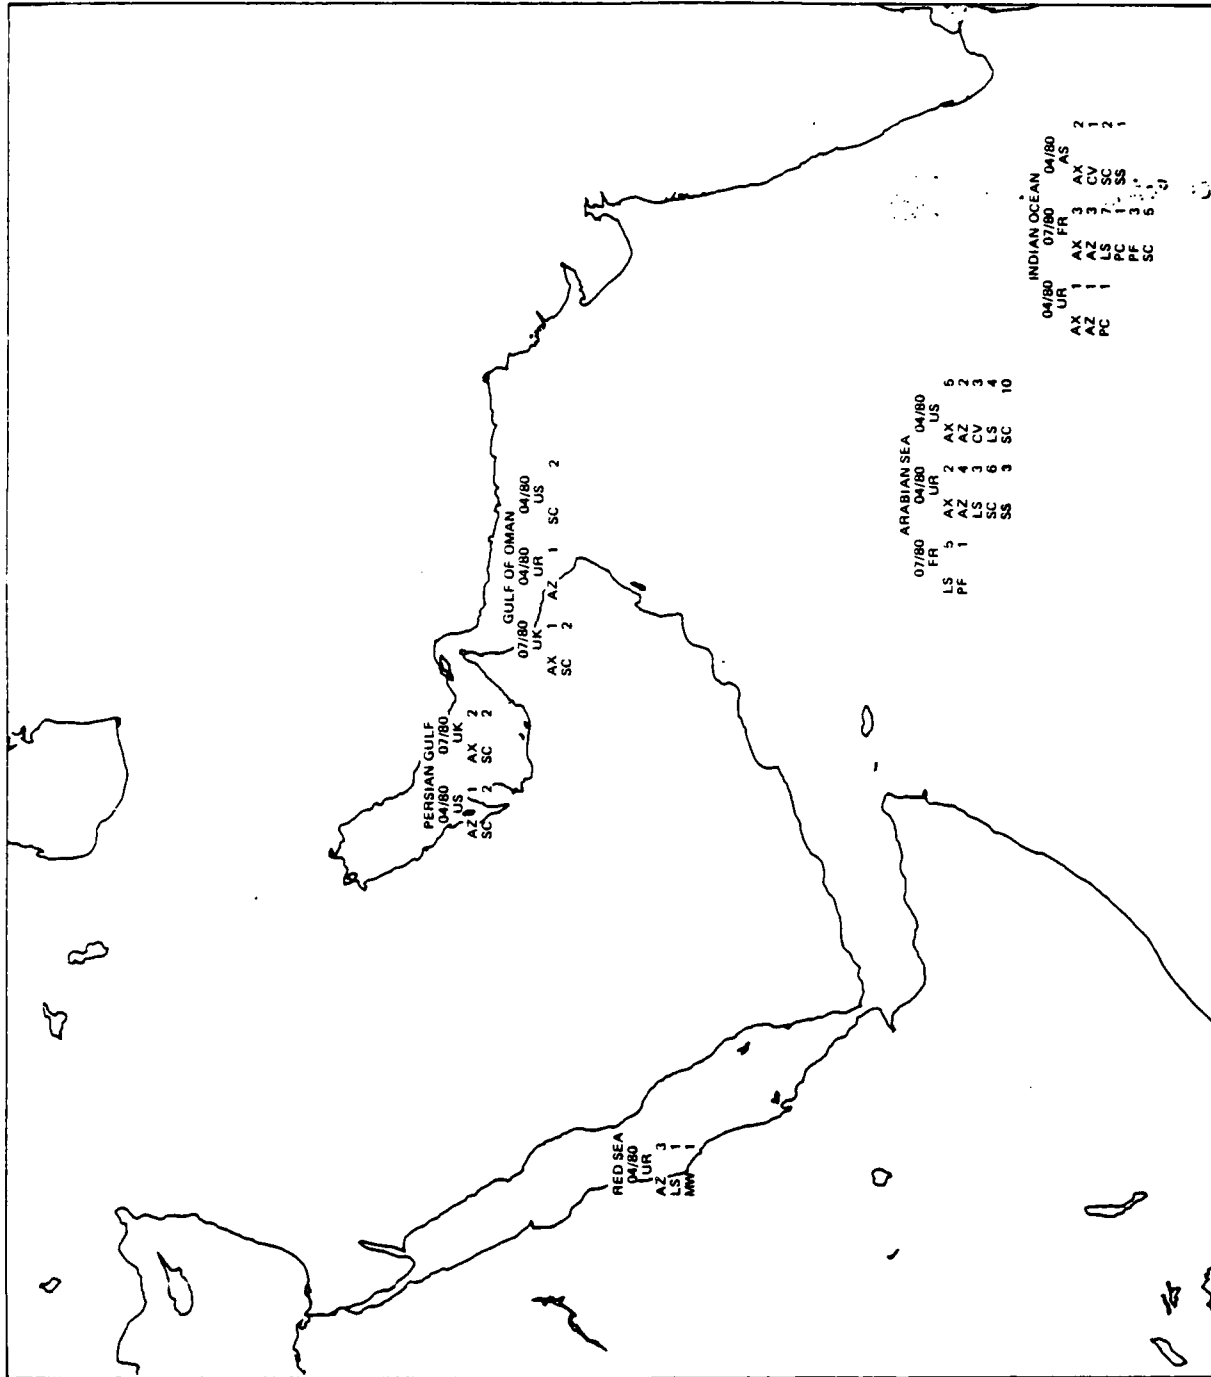 PERSIAN GULF
04/80 07/80
US UK
AZ 1 AX 2
SC 2 SC 2
GULF OF OMAN
07/80 04/80 04/80
UK UR US
AX 1 AZ 1 SC 2
SC 2
RED SEA
04/80
UR
AZ 3
LS 1
MW 1
ARABIAN SEA
07/80 04/80 04/80
FR UR US
LS 5 AX 2 AX 5
PF 1 AZ 4 AZ 2
LS 3 CV 3
SC 6 LS 4
SS 3 SC 10
INDIAN OCEAN
04/80 07/80 04/80
UR FR AS
AX 1 AX 3 AX 2
AZ 1 AZ 3 CV 1
PC 1 LS 7 SC 2
PC 1 SS 1
PF 3
SC 5